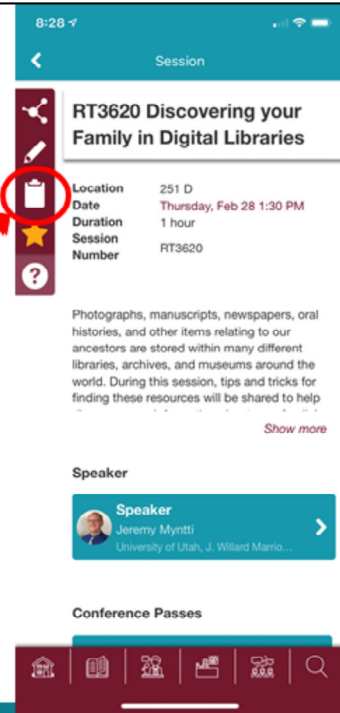 8:28
Session
RT3620 Discovering your
Family in Digital Libraries
Location 251 D
Date Thursday, Feb 28 1:30 PM
Duration 1 hour
Session
Number RT3620
Photographs, manuscripts, newspapers, oral
histories, and other items relating to our
ancestors are stored within many different
libraries, archives, and museums around the
world. During this session, tips and tricks for
finding these resources will be shared to help
Show more
Speaker
Speaker
Jeremy Myntti
University of Utah, J. Willard Marrio...
Conference Passes